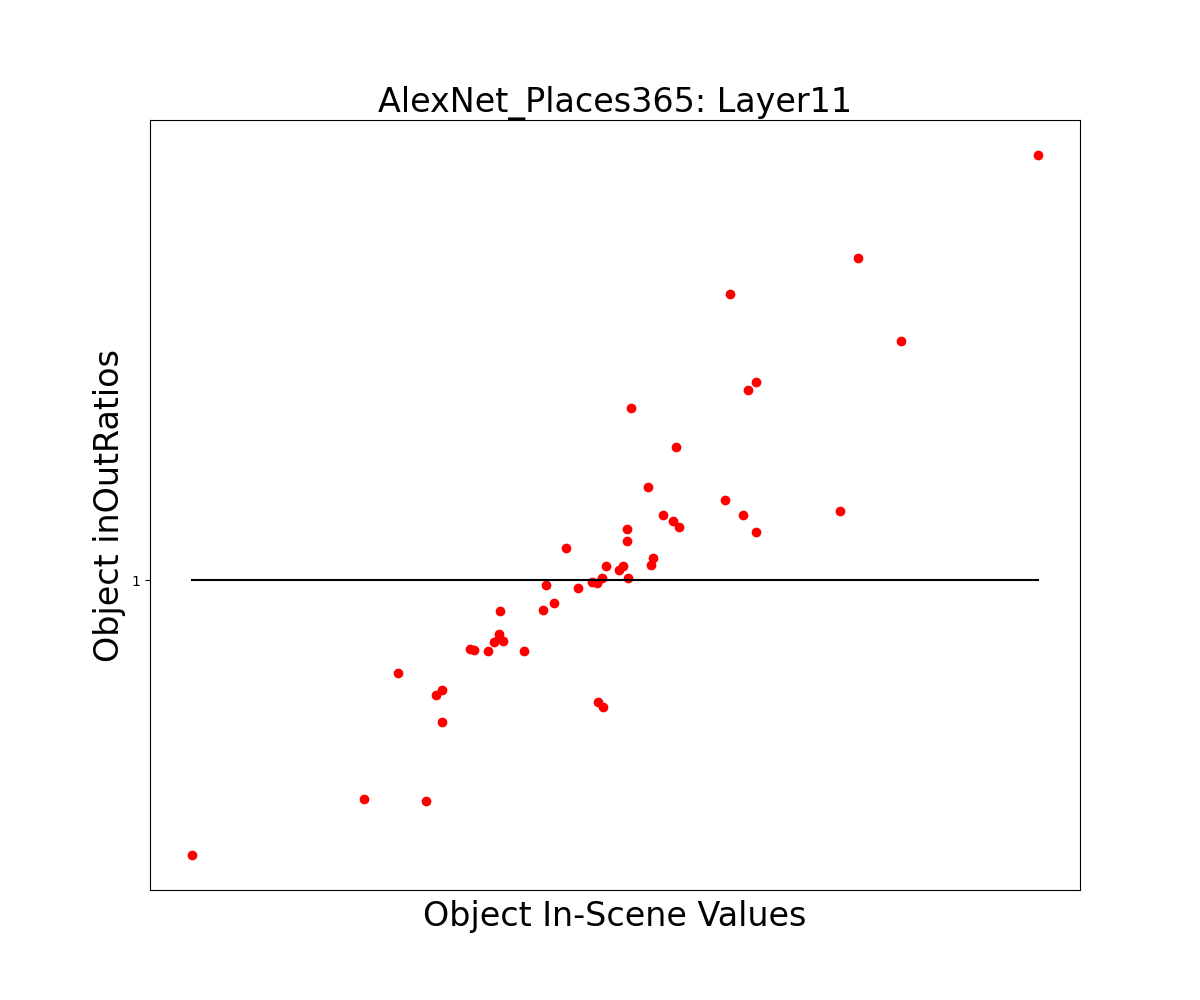 AlexNet_Places365: Layer11
Object inOutRatios
1
Object In-Scene Values